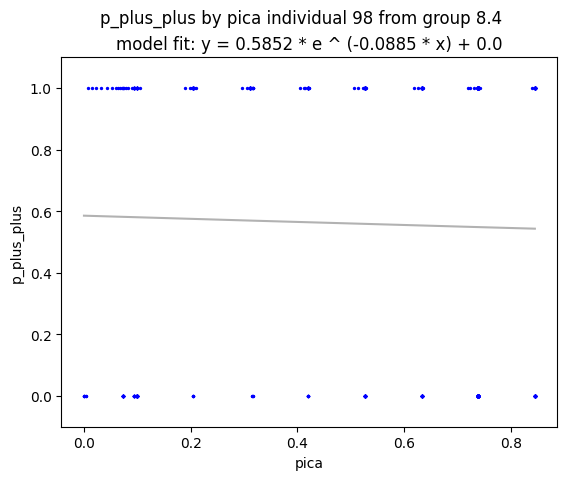 p_plus_plus by pica individual 98 from group 8.4
model fit: y = 0.5852 * e ^ (-0.0885 * x) + 0.0
1.0
0.8
0.6
0.4
0.2
0.0
p_plus_plus
0.0 0.2 0.4 0.6 0.8
pica